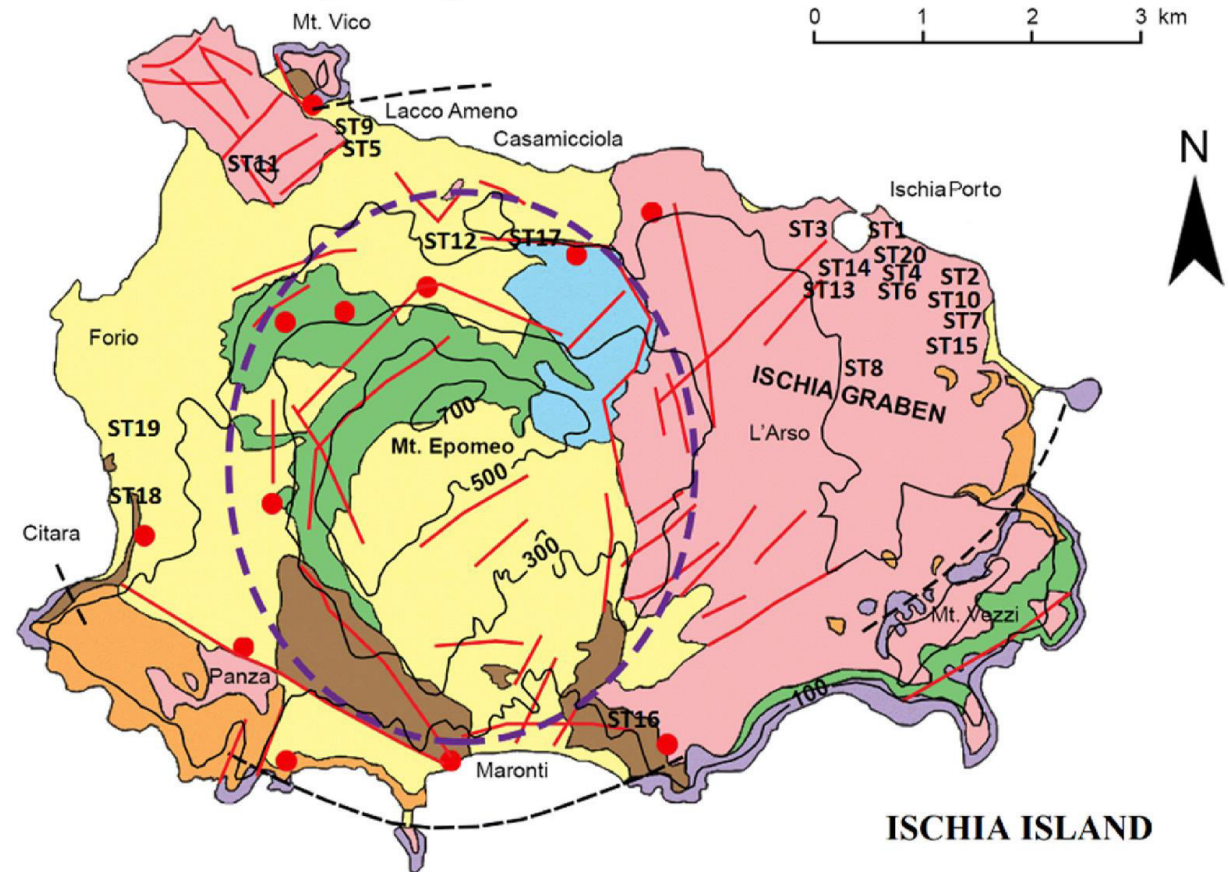 Mt. Vico
0 1 2 3 km
Lacco Ameno
ST9
Casamicciola
ST5
ST11
N
Ischia Porto
ST3
ST1
ST12
ST17
ST20
ST14
ST4
ST2
ST13
ST6
ST10
ST7
Forio
ST15
ST8
ISCHIA GRABEN
700
ST19
L'Arso
Mt. Epomeo
500
ST18
Citara
300
Mt. Vezzi
Panza
100
ST16
Maronti
ISCHIA ISLAND